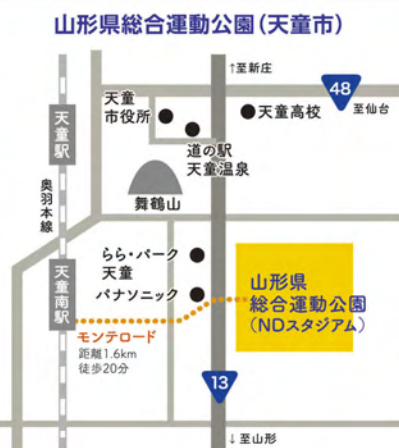 山形県総合運動公園(天童市)
↑至新庄
48
至仙台
天童
市役所
天童高校
道の駅
天童温泉
天童駅
舞鶴山
奥羽本線
らら・パーク
天童
パナソニック
天童南駅
山形県
総合運動公園
(NDスタジアム)
モンテロード
距離1.6km
徒歩20分
13
↓至山形